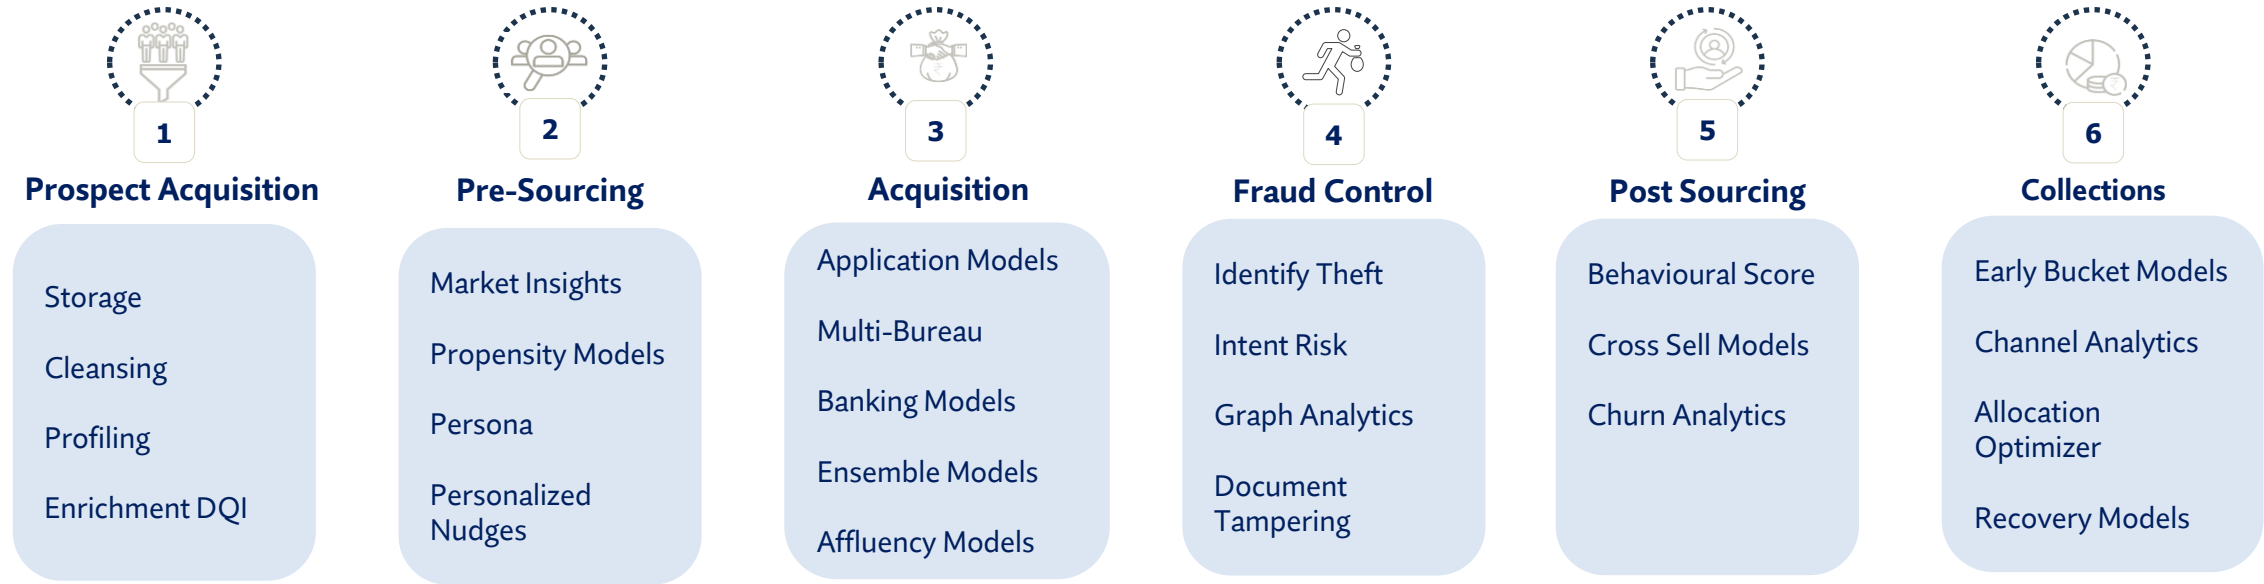 1
Prospect Acquisition
Storage
Cleansing
Profiling
Enrichment DQI
2
Pre-Sourcing
Market Insights
Propensity Models
Persona
Personalized
Nudges
3
Acquisition
Application Models
Multi-Bureau
Banking Models
Ensemble Models
Affluency Models
4
Fraud Control
Identify Theft
Intent Risk
Graph Analytics
Document
Tampering
5
Post Sourcing
Behavioural Score
Cross Sell Models
Churn Analytics
6
Collections
Early Bucket Models
Channel Analytics
Allocation
Optimizer
Recovery Models